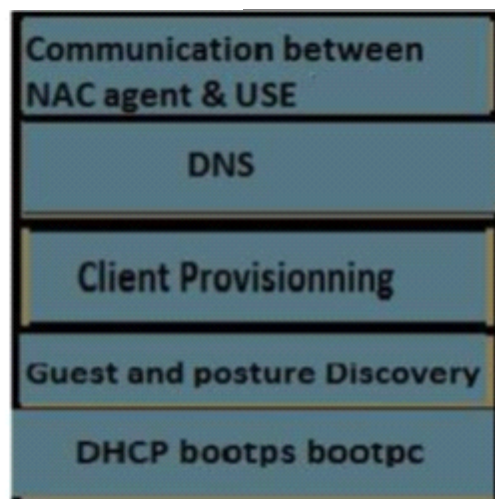 Communication between
NAC agent & USE
DNS
Client Provisionning
Guest and posture Discovery
DHCP bootps bootpc